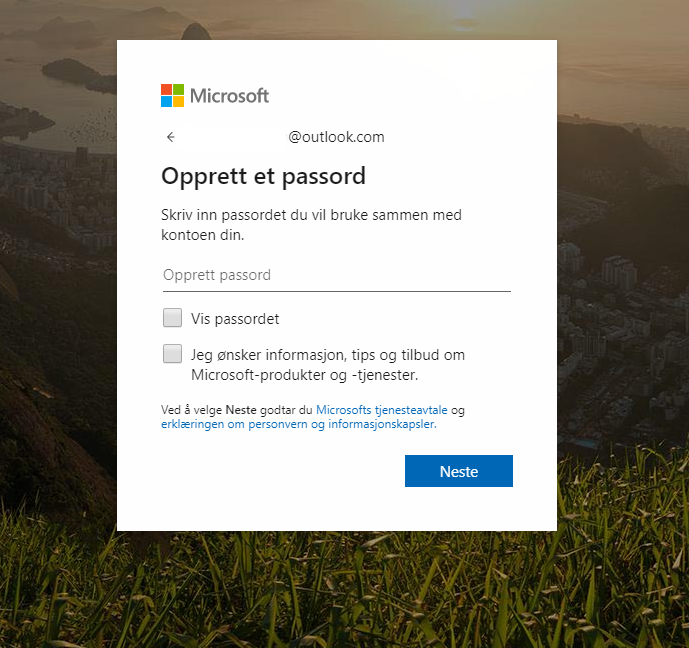 Microsoft
@outlook.com
Opprett et passord
Skriv inn passordet du vil bruke sammen med
kontoen din.
Opprett passord
Vis passordet
Jeg ønsker informasjon, tips og tilbud om
Microsoft-produkter og -tjenester.
Ved å velge Neste godtar du Microsofts tjenesteavtale og
erklæringen om personvern og informasjonskapsler.
Neste